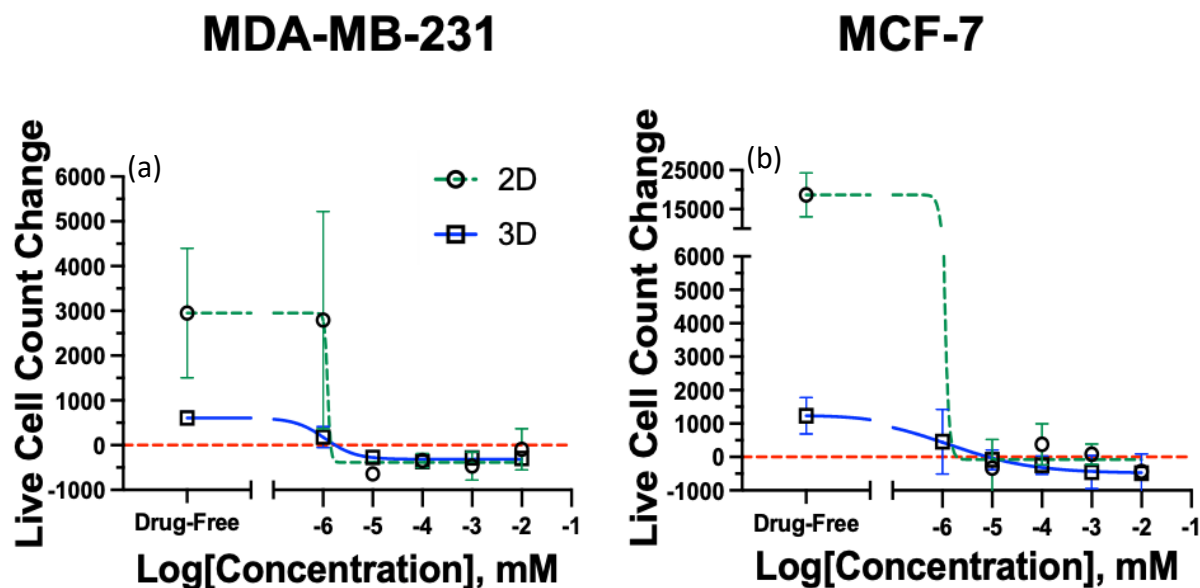 MDA-MB-231
MCF-7
Live Cell Count Change
(a)
6000
5000
4000
3000
2000
1000
0
-1000
2D
3D
Drug-Free
-6
-5
-4
-3
-2
-1
Log[Concentration], mM
Live Cell Count Change
(b)
25000
15000
6000
5000
4000
3000
2000
1000
0
-1000
Drug-Free
-6
-5
-4
-3
-2
-1
Log[Concentration], mM